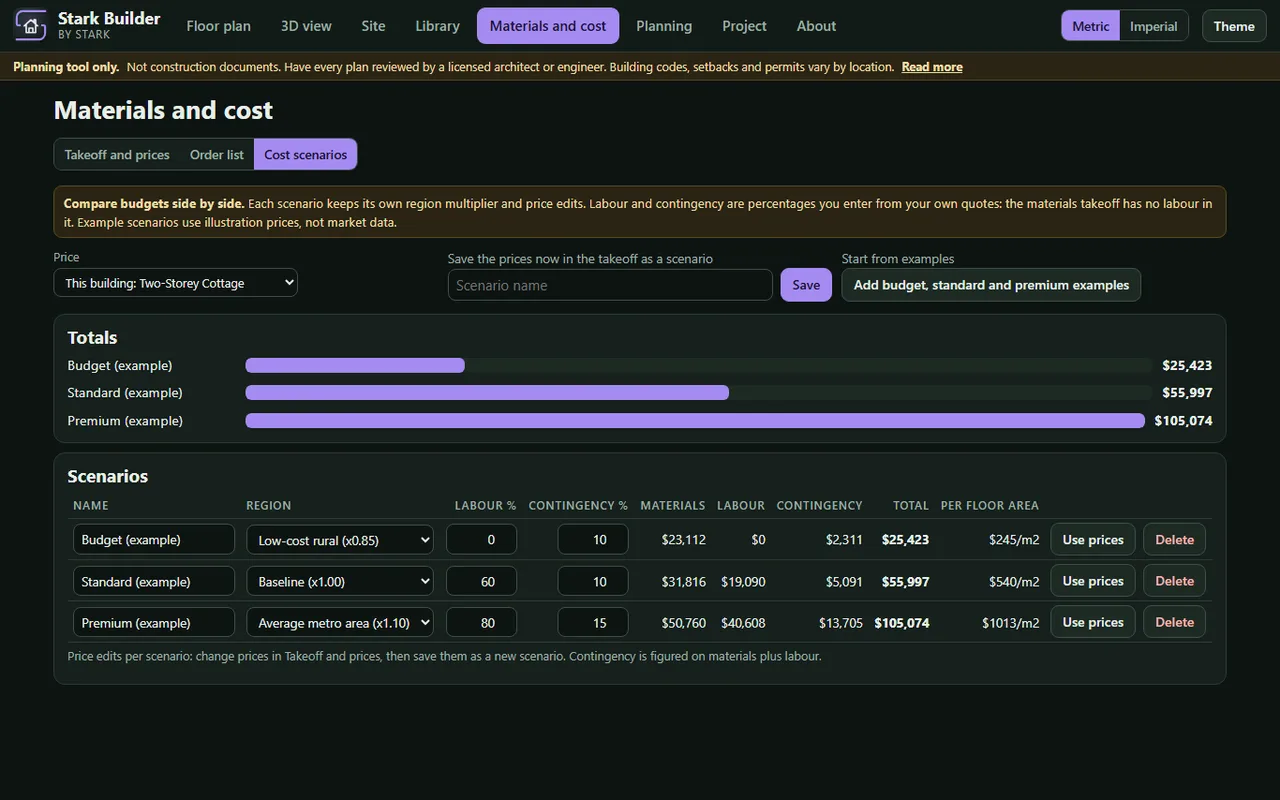 Stark Builder
BY STARK
Floor plan
3D view
Site
Library
Materials and cost
Planning
Project
About
Metric
Imperial
Theme
Planning tool only. Not construction documents. Have every plan reviewed by a licensed architect or engineer. Building codes, setbacks and permits vary by location. Read more
Materials and cost
Takeoff and prices
Order list
Cost scenarios
Compare budgets side by side. Each scenario keeps its own region multiplier and price edits. Labour and contingency are percentages you enter from your own quotes: the materials takeoff has no labour in
it. Example scenarios use illustration prices, not market data.
Price
This building: Two-Storey Cottage
Save the prices now in the takeoff as a scenario
Scenario name
Save
Start from examples
Add budget, standard and premium examples
Totals
Budget (example) $25,423
Standard (example) $55,997
Premium (example) $105,074
Scenarios
NAME REGION LABOUR % CONTINGENCY % MATERIALS LABOUR CONTINGENCY TOTAL PER FLOOR AREA
Budget (example) Low-cost rural (x0.85) 0 10 $23,112 $0 $2,311 $25,423 $245/m2 Use prices Delete
Standard (example) Baseline (x1.00) 60 10 $31,816 $19,090 $5,091 $55,997 $540/m2 Use prices Delete
Premium (example) Average metro area (x1.10) 80 15 $50,760 $40,608 $13,705 $105,074 $1013/m2 Use prices Delete
Price edits per scenario: change prices in Takeoff and prices, then save them as a new scenario. Contingency is figured on materials plus labour.